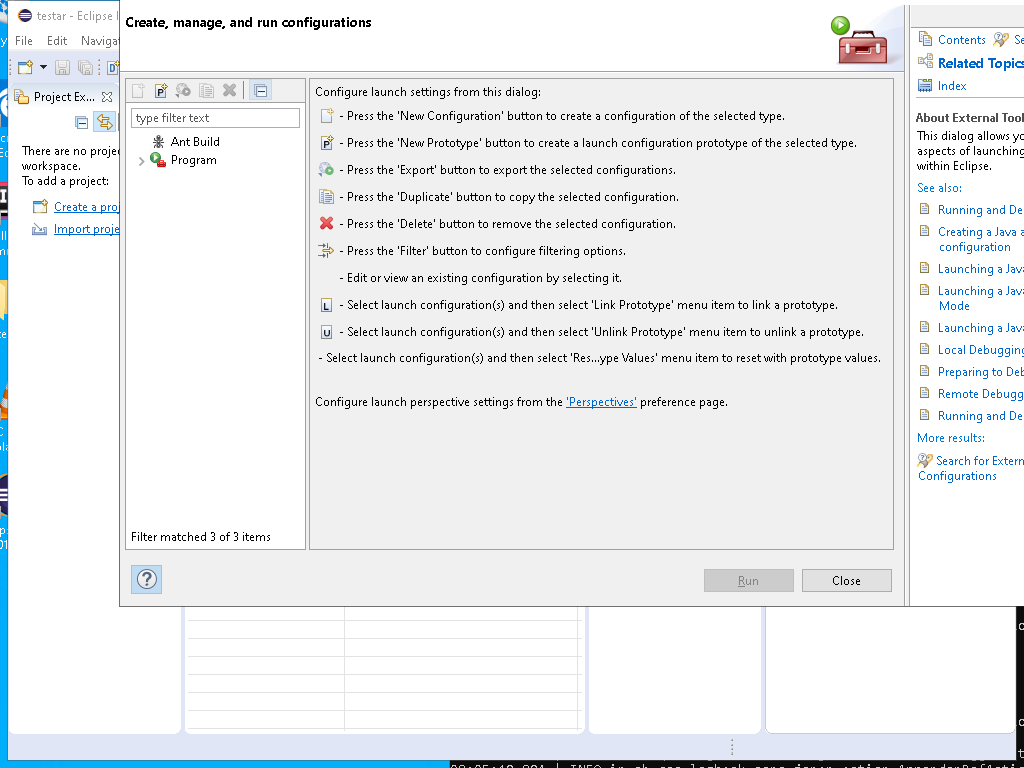 testar - Eclipse I
File Edit Navigat
Project Ex...
There are no proje
workspace.
To add a project:
Create a proj
Import proje
Create, manage, and run configurations
type filter text
Ant Build
Program
Filter matched 3 of 3 items
Configure launch settings from this dialog:
- Press the 'New Configuration' button to create a configuration of the selected type.
- Press the 'New Prototype' button to create a launch configuration prototype of the selected type.
- Press the 'Export' button to export the selected configurations.
- Press the 'Duplicate' button to copy the selected configuration.
- Press the 'Delete' button to remove the selected configuration.
- Press the 'Filter' button to configure filtering options.
- Edit or view an existing configuration by selecting it.
- Select launch configuration(s) and then select 'Link Prototype' menu item to link a prototype.
- Select launch configuration(s) and then select 'Unlink Prototype' menu item to unlink a prototype.
- Select launch configuration(s) and then select 'Res...ype Values' menu item to reset with prototype values.
Configure launch perspective settings from the 'Perspectives' preference page.
Run Close
Contents Se
Related Topics
Index
About External Tool
This dialog allows yo
aspects of launching
within Eclipse.
See also:
Running and De
Creating a Java a
configuration
Launching a Java
Launching a Java
Mode
Launching a Java
Local Debugging
Preparing to Deb
Remote Debugg
Running and De
More results:
Search for Extern
Configurations